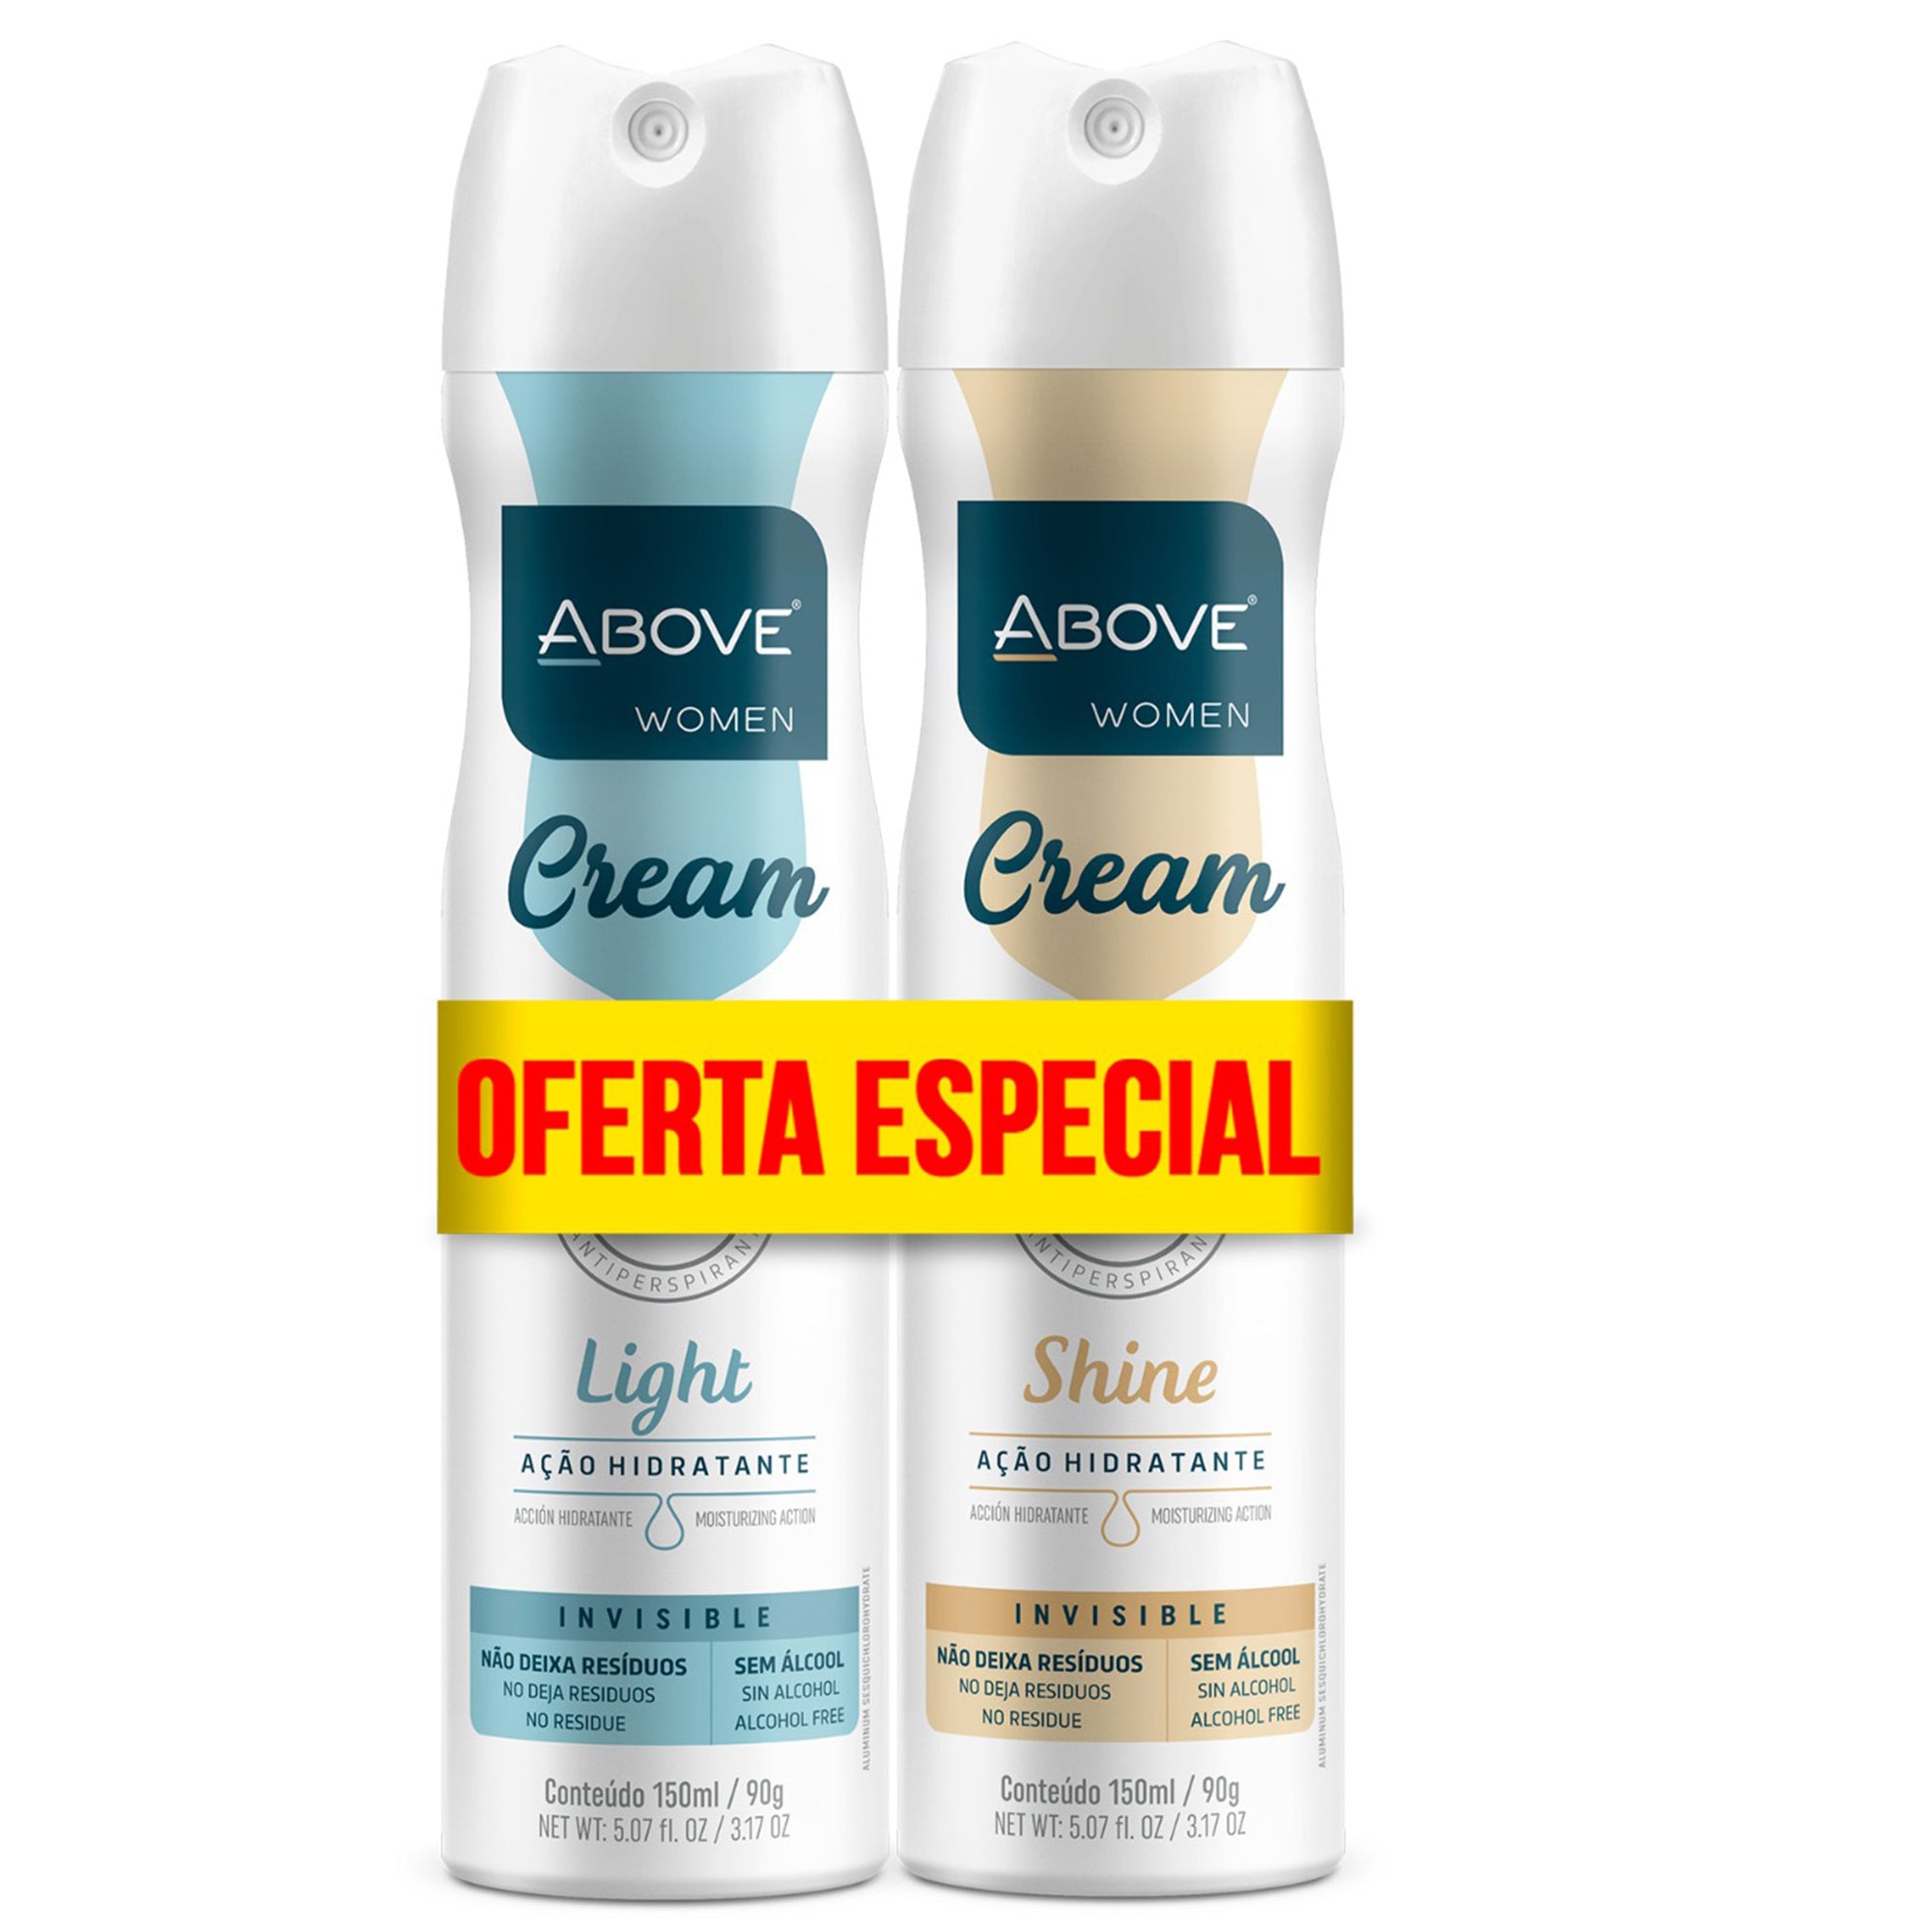 ABOVE®
WOMEN
Cream
ABOVE®
WOMEN
Cream
OFERTA ESPECIAL
Light
AÇÃO HIDRATANTE
ACCIÓN HIDRATANTE
MOISTURIZING ACTION
INVISIBLE
NÃO DEIXA RESÍDUOS
NO DEJA RESIDUOS
NO RESIDUE
SEM ÁLCOOL
SIN ALCOHOL
ALCOHOL FREE
ALUMINUM SESQUICHLOROHYDRATE
Conteúdo 150ml / 90g
NET WT: 5.07 fl. OZ / 3.17 OZ
Shine
AÇÃO HIDRATANTE
ACCIÓN HIDRATANTE
MOISTURIZING ACTION
INVISIBLE
NÃO DEIXA RESÍDUOS
NO DEJA RESIDUOS
NO RESIDUE
SEM ÁLCOOL
SIN ALCOHOL
ALCOHOL FREE
ALUMINUM SESQUICHLOROHYDRATE
Conteúdo 150ml / 90g
NET WT: 5.07 fl. OZ / 3.17 OZ